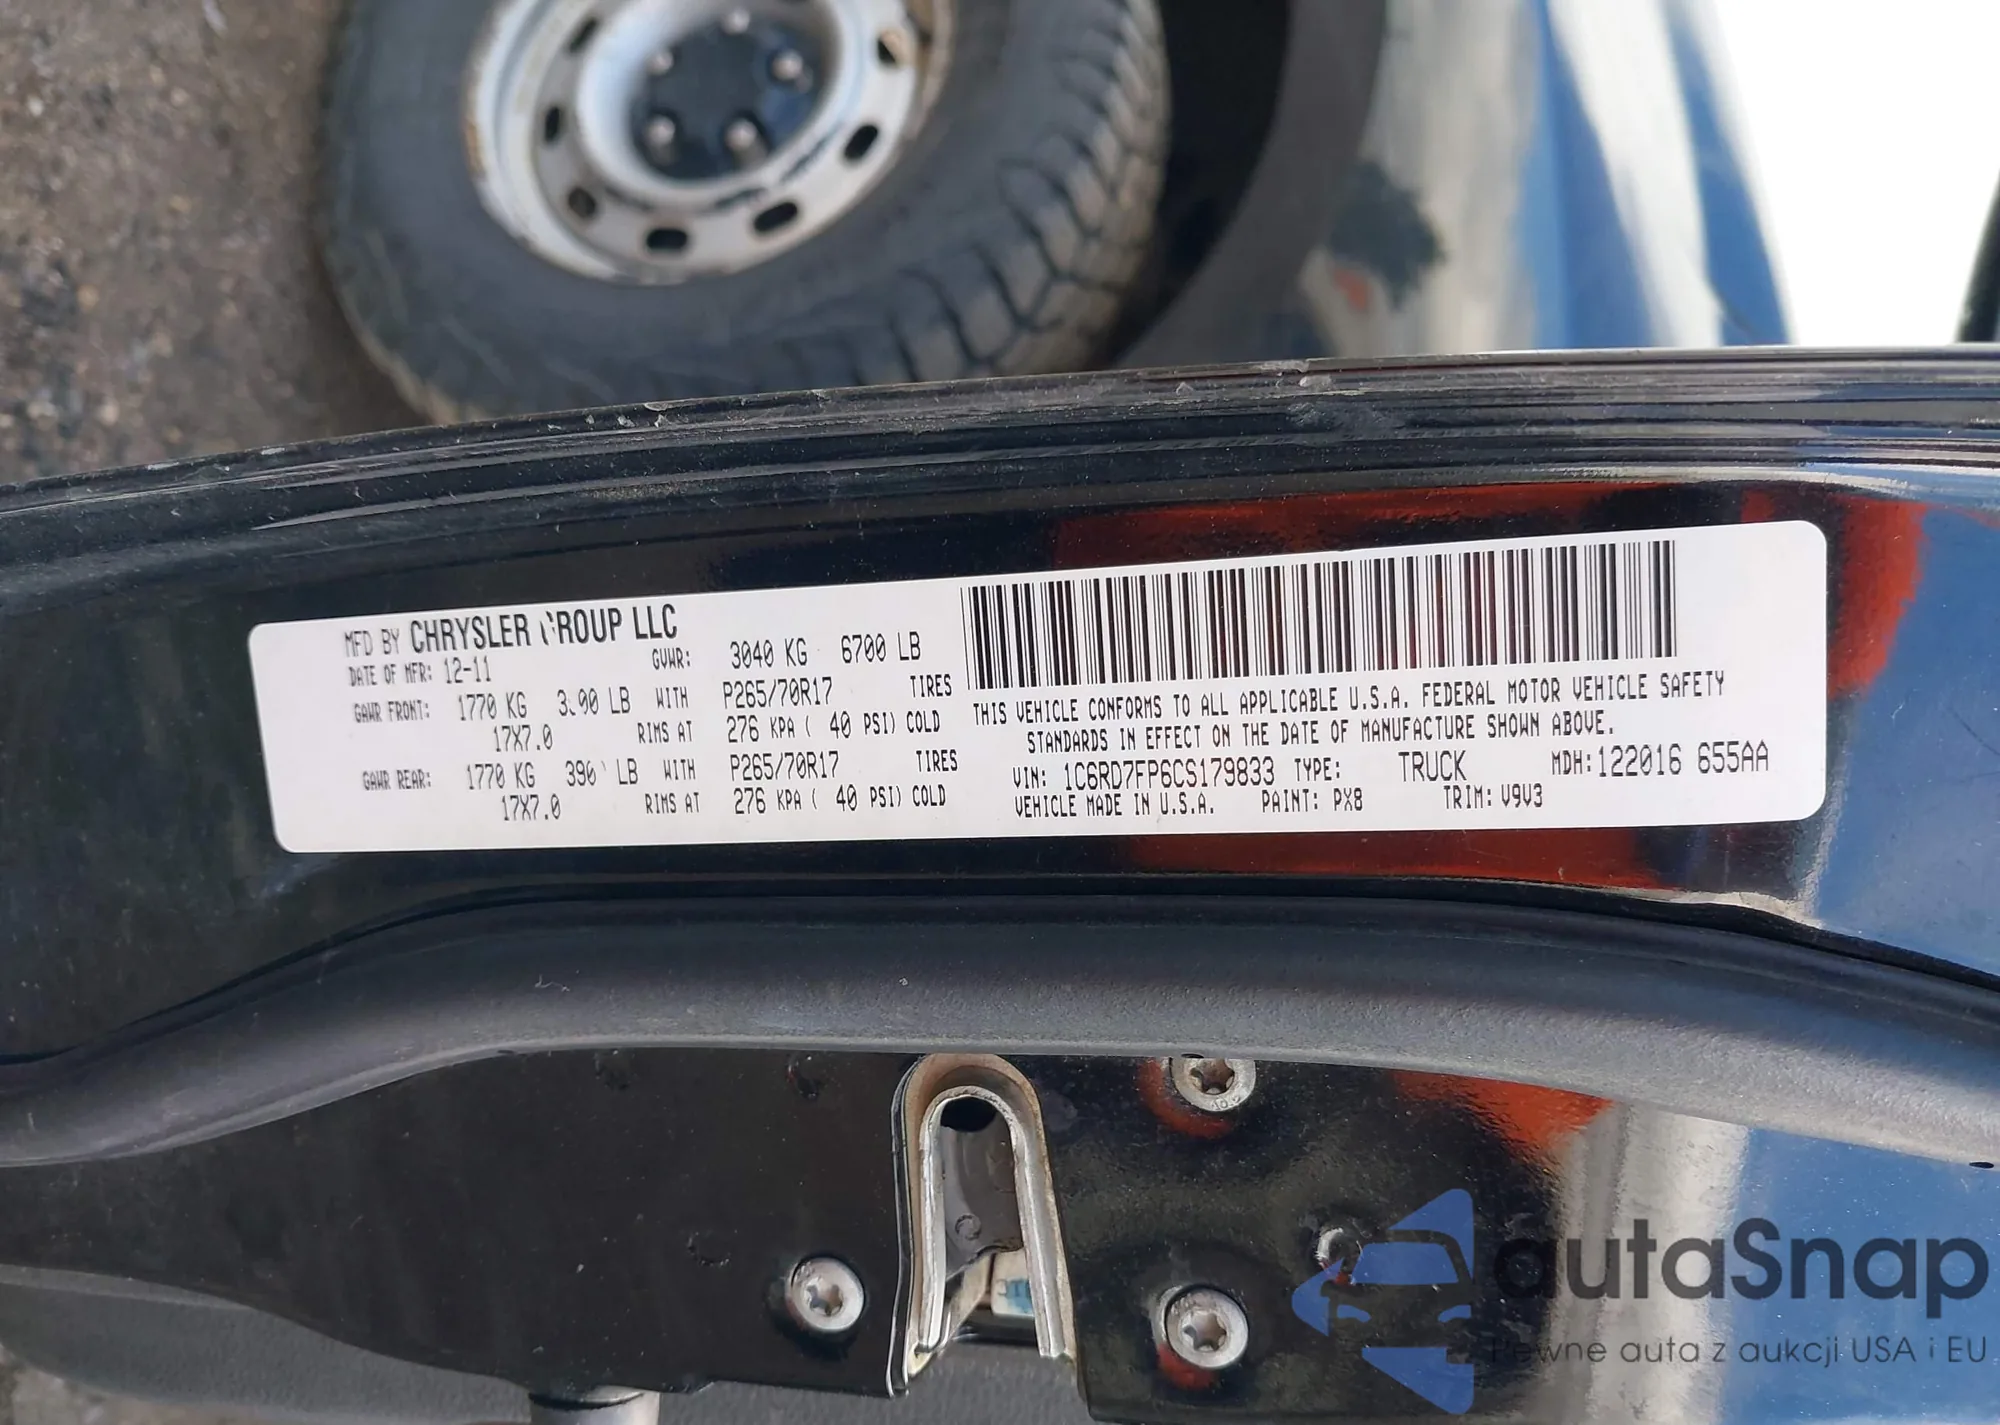 MFD BY CHRYSLER GROUP LLC
DATE OF MFR: 12-11 GVWR: 3040 KG 6700 LB
GAWR FRONT: 1770 KG LB WITH P265/70R17 TIRES
17X7.0 RIMS AT 276 KPA ( 40 PSI) COLD
GAWR REAR: 1770 KG LB WITH P265/70R17 TIRES
17X7.0 RIMS AT 276 KPA ( 40 PSI) COLD
THIS VEHICLE CONFORMS TO ALL APPLICABLE U.S.A. FEDERAL MOTOR VEHICLE SAFETY
STANDARDS IN EFFECT ON THE DATE OF MANUFACTURE SHOWN ABOVE.
VIN: 1C6RD7FP6CS179833 TYPE: TRUCK MDH:122016 655AA
VEHICLE MADE IN U.S.A. PAINT: PX8 TRIM: V9V3
autaSnap
Pewne auta z aukcji USA i EU